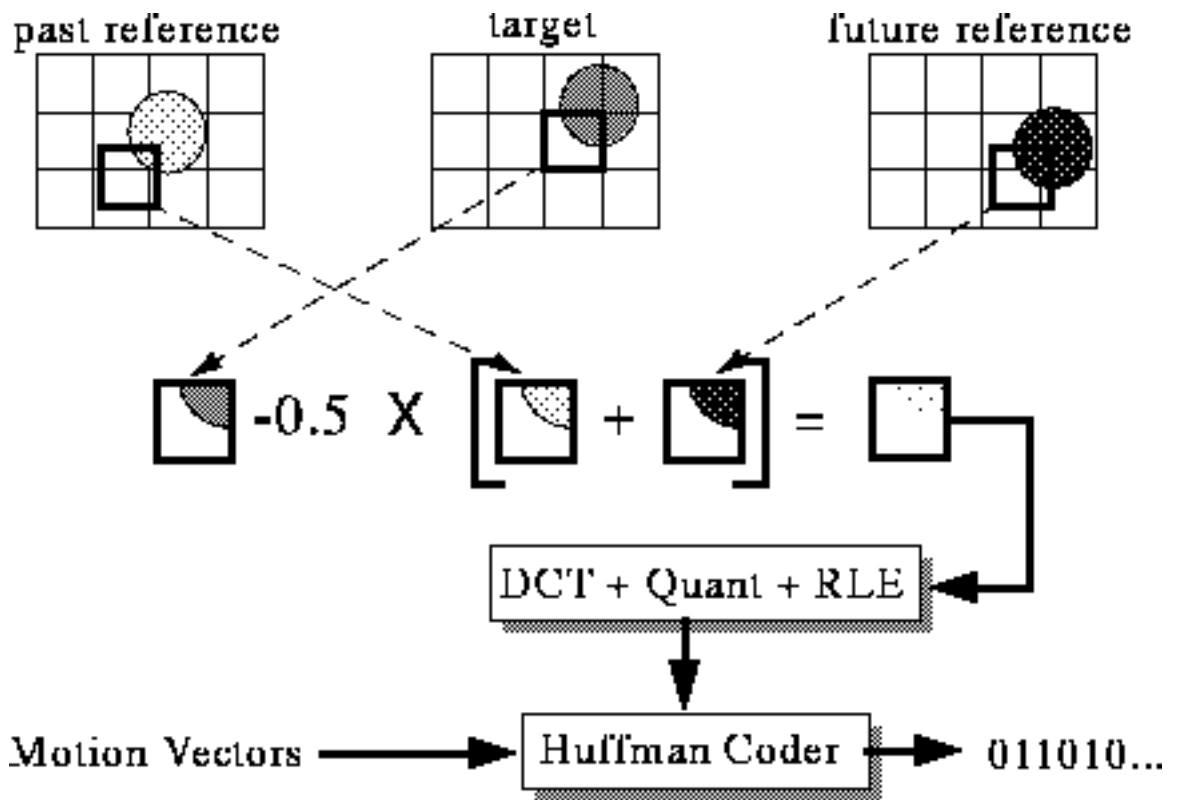 past reference
target
future reference
-0.5 X [ + ] =
DCT + Quant + RLE
Motion Vectors
Huffman Coder
011010...